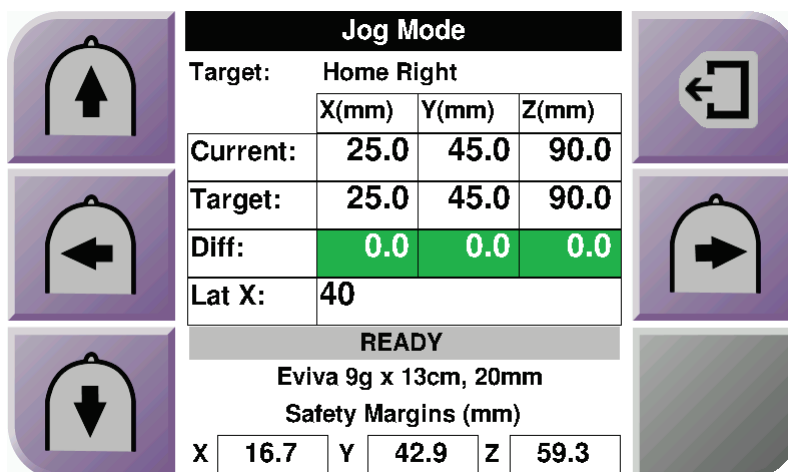 Jog Mode
Target: Home Right
X(mm) Y(mm) Z(mm)
Current: 25.0 45.0 90.0
Target: 25.0 45.0 90.0
Diff: 0.0 0.0 0.0
Lat X: 40
READY
Eviva 9g x 13cm, 20mm
Safety Margins (mm)
X 16.7 Y 42.9 Z 59.3